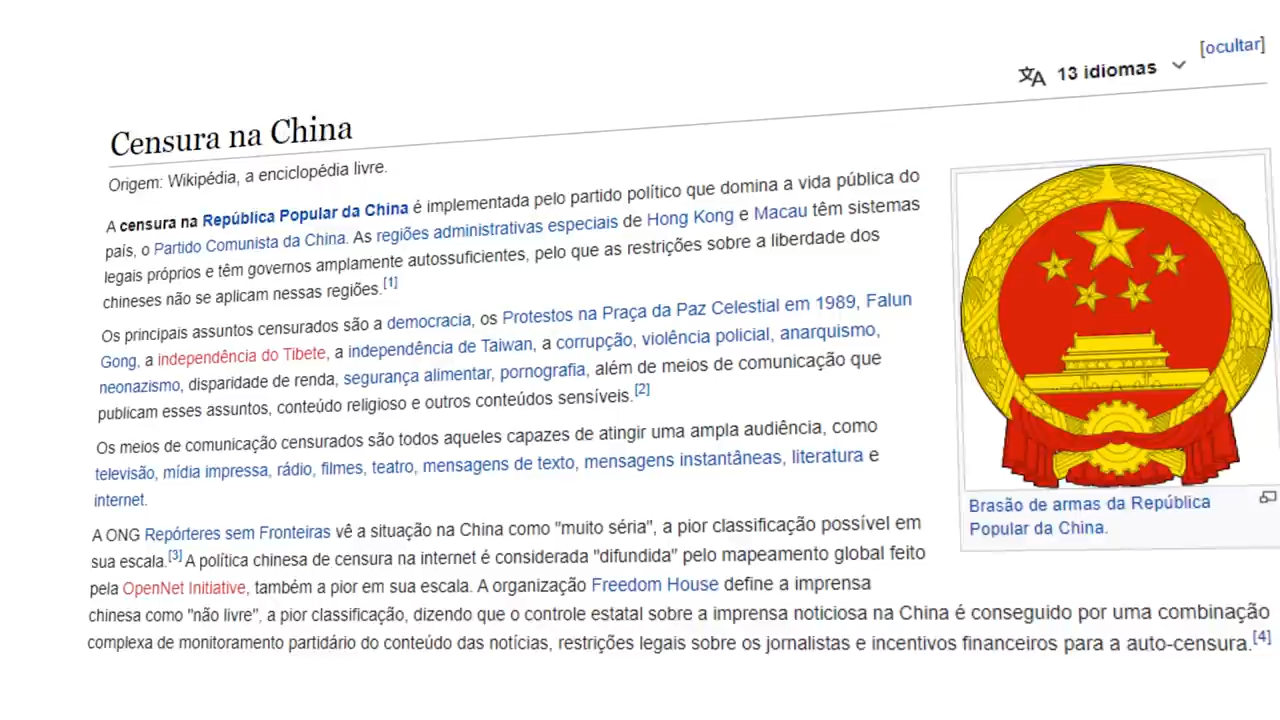 [ocultar]
13 idiomas
Censura na China
Origem: Wikipédia, a enciclopédia livre.
A censura na República Popular da China é implementada pelo partido político que domina a vida pública do
país, o Partido Comunista da China. As regiões administrativas especiais de Hong Kong e Macau têm sistemas
legais próprios e têm governos amplamente autossuficientes, pelo que as restrições sobre a liberdade dos
chineses não se aplicam nessas regiões.[1]
Os principais assuntos censurados são a democracia, os Protestos na Praça da Paz Celestial em 1989, Falun
Gong, a independência do Tibete, a independência de Taiwan, a corrupção, violência policial, anarquismo,
neonazismo, disparidade de renda, segurança alimentar, pornografia, além de meios de comunicação que
publicam esses assuntos, conteúdo religioso e outros conteúdos sensíveis.[2]
Os meios de comunicação censurados são todos aqueles capazes de atingir uma ampla audiência, como
televisão, mídia impressa, rádio, filmes, teatro, mensagens de texto, mensagens instantâneas, literatura e
internet.
A ONG Repórteres sem Fronteiras vê a situação na China como "muito séria", a pior classificação possível em
sua escala.[3] A política chinesa de censura na internet é considerada "difundida" pelo mapeamento global feito
pela OpenNet Initiative, também a pior em sua escala. A organização Freedom House define a imprensa
chinesa como "não livre", a pior classificação, dizendo que o controle estatal sobre a imprensa noticiosa na China é conseguido por uma combinação
complexa de monitoramento partidário do conteúdo das notícias, restrições legais sobre os jornalistas e incentivos financeiros para a auto-censura.[4]
Brasão de armas da República
Popular da China.